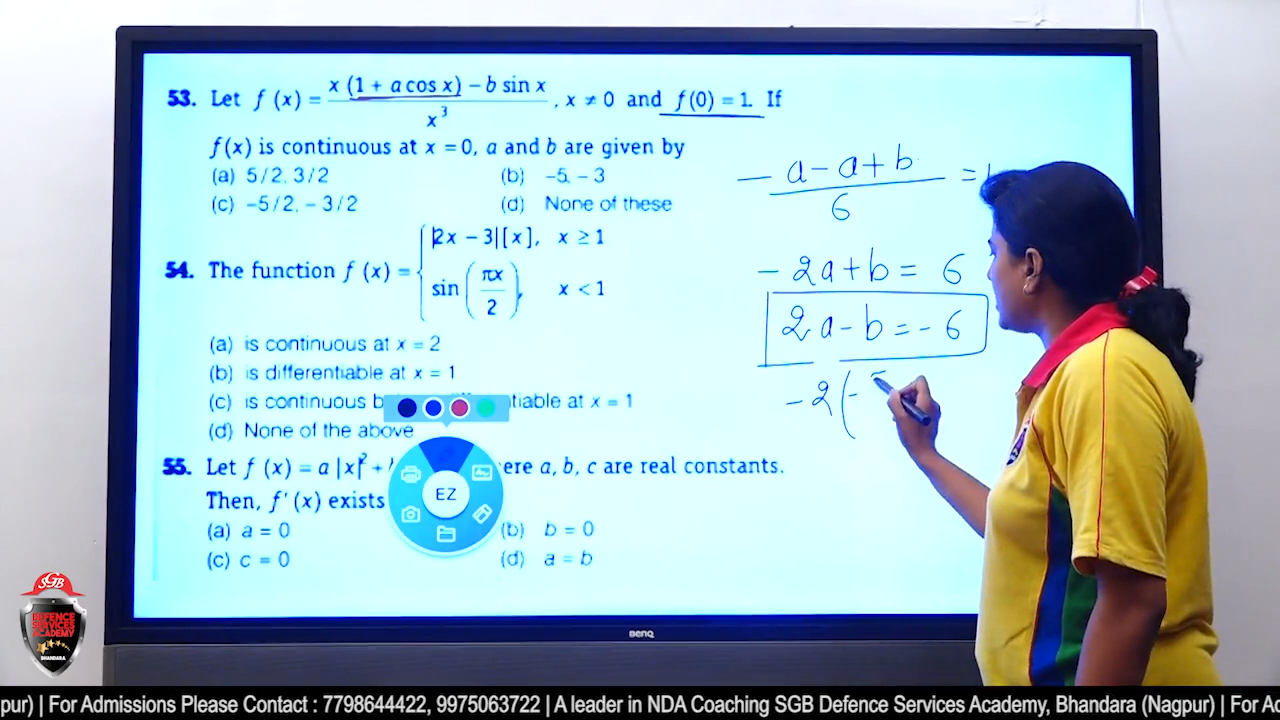 53. Let f (x) = x (1 + a cos x) – b sin x / x³ , x ≠ 0 and f(0) = 1. If
f(x) is continuous at x = 0, a and b are given by
(a) 5/2, 3/2 (b) –5, – 3
(c) –5/2, – 3/2 (d) None of these
54. The function f (x) = { |2x – 3| [x], x ≥ 1
sin (πx / 2), x < 1
(a) is continuous at x = 2
(b) is differentiable at x = 1
(c) is continuous b tiable at x = 1
(d) None of the above
55. Let f (x) = a |x|² + ere a, b, c are real constants.
Then, f' (x) exists
(a) a = 0 (b) b = 0
(c) c = 0 (d) a = b
– a – a + b / 6 =
– 2a + b = 6
2a – b = – 6
– 2 ( –
EZ
SGB
DEFENCE
SERVICES
ACADEMY
BHANDARA
BenQ
pur) | For Admissions Please Contact : 7798644422, 9975063722 | A leader in NDA Coaching SGB Defence Services Academy, Bhandara (Nagpur) | For Ad